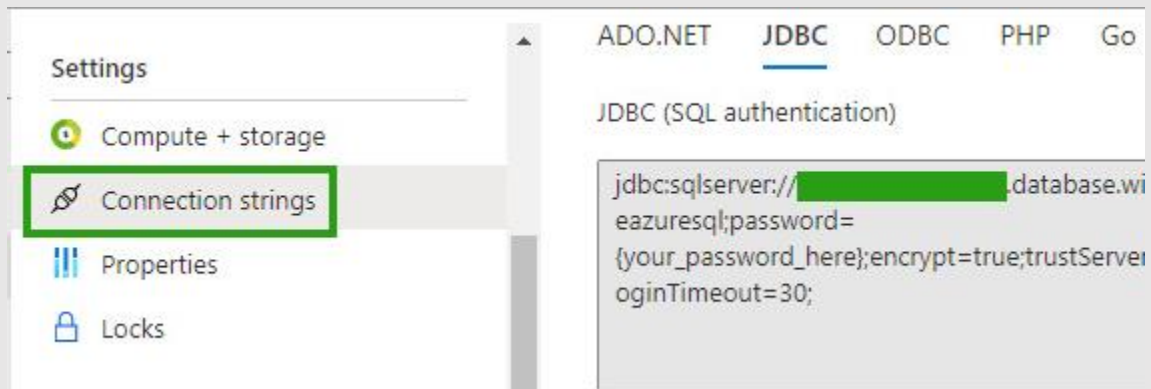 Settings
Compute + storage
Connection strings
Properties
Locks
ADO.NET JDBC ODBC PHP Go
JDBC (SQL authentication)
jdbc:sqlserver:// .database.wi
eazuresql;password=
{your_password_here};encrypt=true;trustServer
oginTimeout=30;